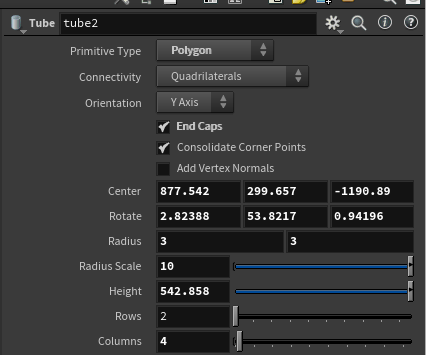 Tube tube2
Primitive Type Polygon
Connectivity Quadrilaterals
Orientation Y Axis
End Caps
Consolidate Corner Points
Add Vertex Normals
Center 877.542 299.657 -1190.89
Rotate 2.82388 53.8217 0.94196
Radius 3 3
Radius Scale 10
Height 542.858
Rows 2
Columns 4